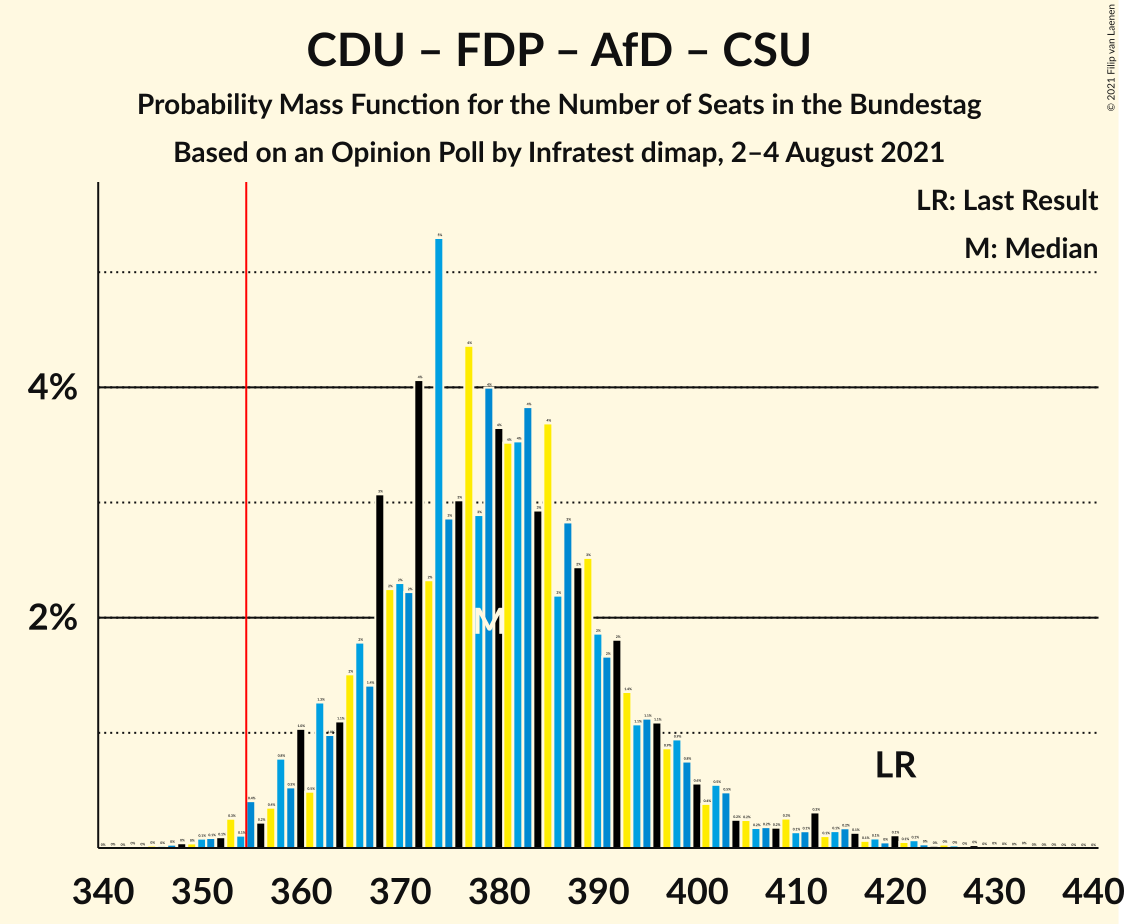 CDU – FDP – AfD – CSU
Probability Mass Function for the Number of Seats in the Bundestag
Based on an Opinion Poll by Infratest dimap, 2–4 August 2021
© 2021 Filip van Laenen
LR: Last Result
M: Median
4%
2%
M
LR
340 350 360 370 380 390 400 410 420 430 440